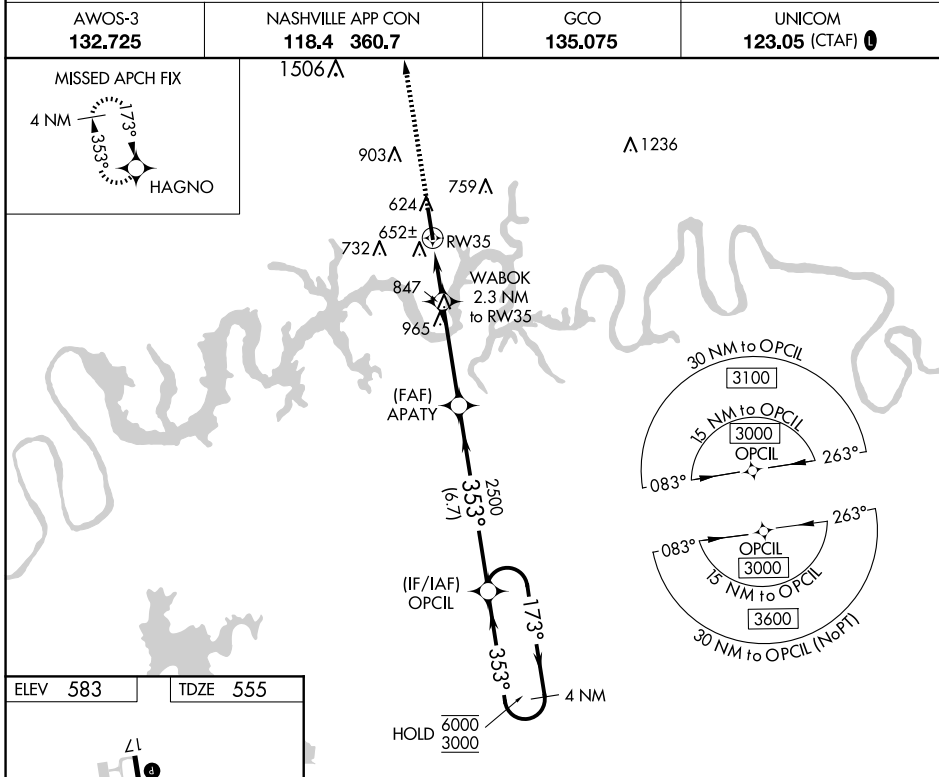 AWOS-3
132.725
NASHVILLE APP CON
118.4 360.7
GCO
135.075
UNICOM
123.05 (CTAF) L
MISSED APCH FIX
4 NM
173°
353°
HAGNO
1506
903
1236
759
624
652±
RW35
732
847
WABOK
2.3 NM
to RW35
965
(FAF)
APATY
2500
353°
(6.7)
(IF/IAF)
OPCIL
173°
353°
4 NM
HOLD
6000
3000
30 NM to OPCIL
3100
15 NM to OPCIL
3000
OPCIL
083°
263°
083°
263°
OPCIL
3000
15 NM to OPCIL
3600
30 NM to OPCIL (NoPT)
ELEV 583
TDZE 555
17
P